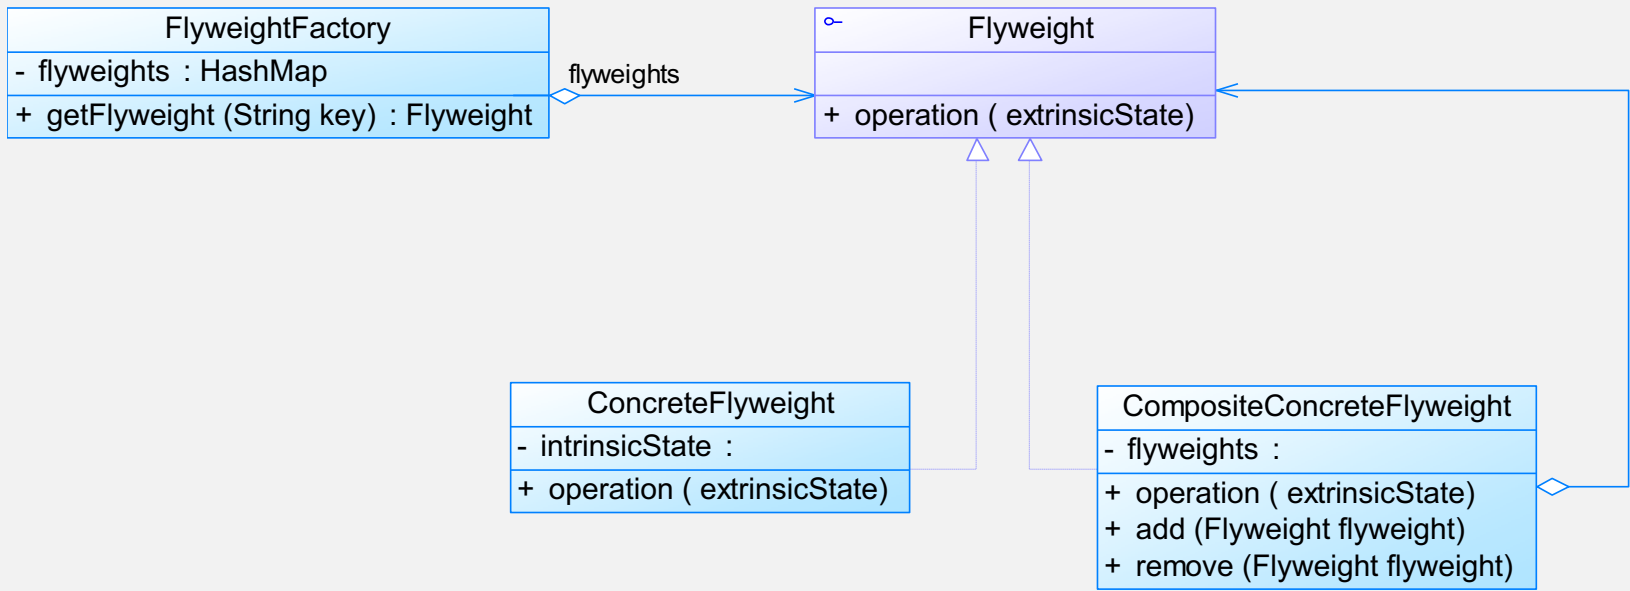 FlyweightFactory
- flyweights : HashMap
+ getFlyweight (String key) : Flyweight
flyweights
Flyweight
+ operation ( extrinsicState)
ConcreteFlyweight
- intrinsicState :
+ operation ( extrinsicState)
CompositeConcreteFlyweight
- flyweights :
+ operation ( extrinsicState)
+ add (Flyweight flyweight)
+ remove (Flyweight flyweight)